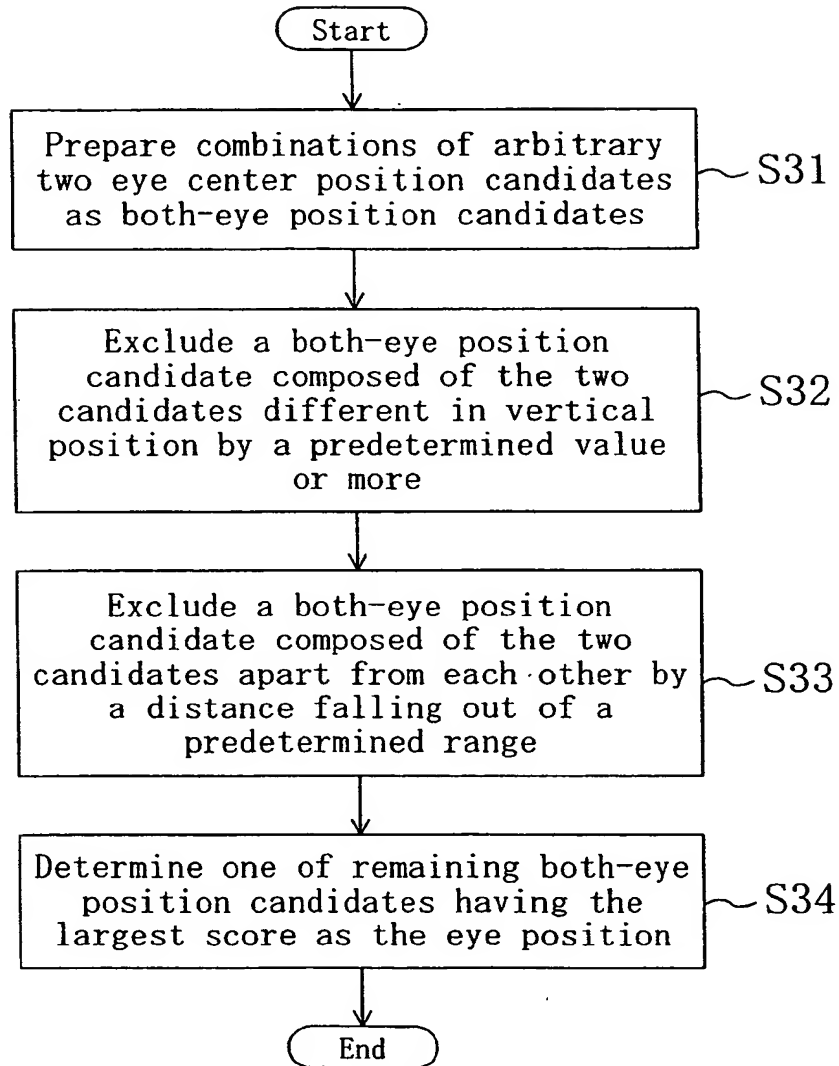 Start
Prepare combinations of arbitrary
two eye center position candidates
as both-eye position candidates
S31
Exclude a both-eye position
candidate composed of the two
candidates different in vertical
position by a predetermined value
or more
S32
Exclude a both-eye position
candidate composed of the two
candidates apart from each other by
a distance falling out of a
predetermined range
S33
Determine one of remaining both-eye
position candidates having the
largest score as the eye position
S34
End